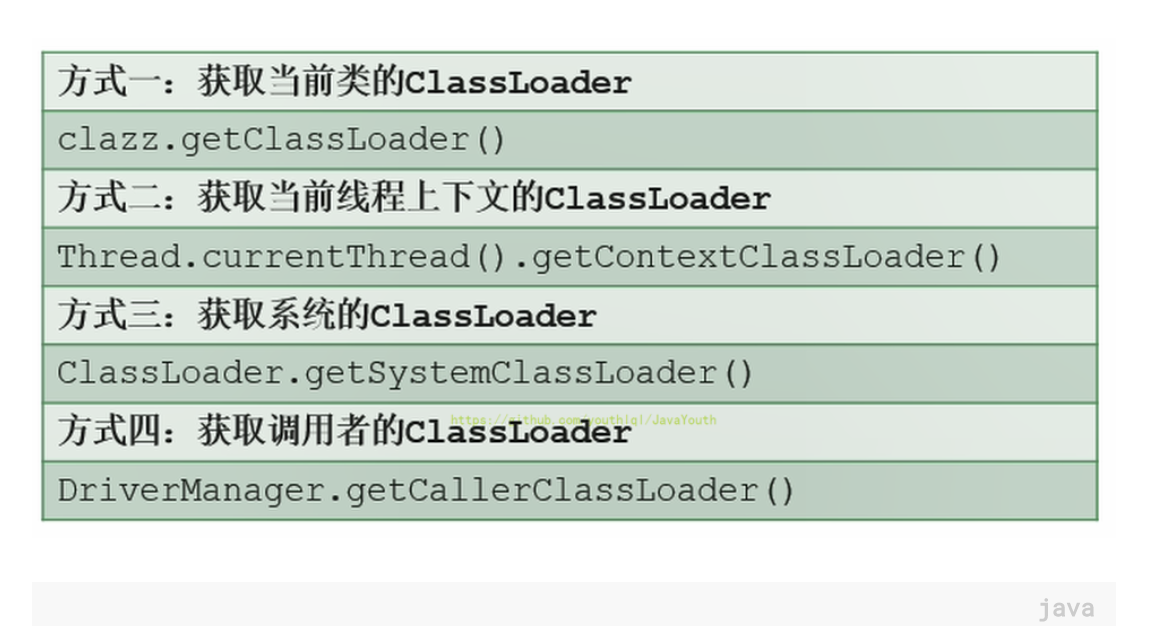 方式一：获取当前类的ClassLoader
clazz.getClassLoader()
方式二：获取当前线程上下文的ClassLoader
Thread.currentThread().getContextClassLoader()
方式三：获取系统的ClassLoader
ClassLoader.getSystemClassLoader()
https://github.com/youthlql/JavaYouth
方式四：获取调用者的ClassLoader
DriverManager.getCallerClassLoader()
java